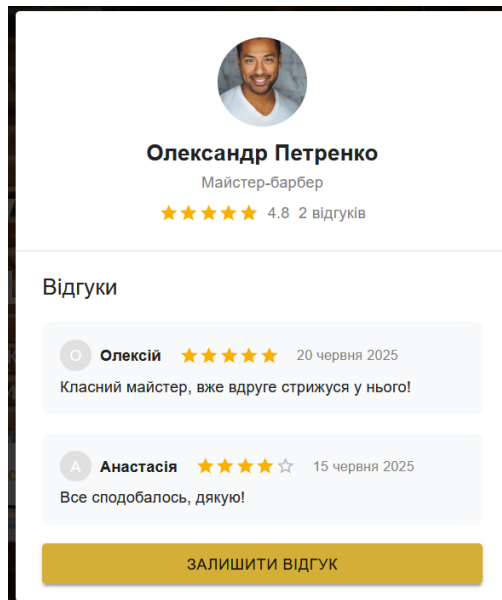 Олександр Петренко
Майстер-барбер
4.8 2 відгуків
Відгуки
О Олексій 20 червня 2025
Класний майстер, вже вдруге стрижуся у нього!
А Анастасія 15 червня 2025
Все сподобалось, дякую!
ЗАЛИШИТИ ВІДГУК